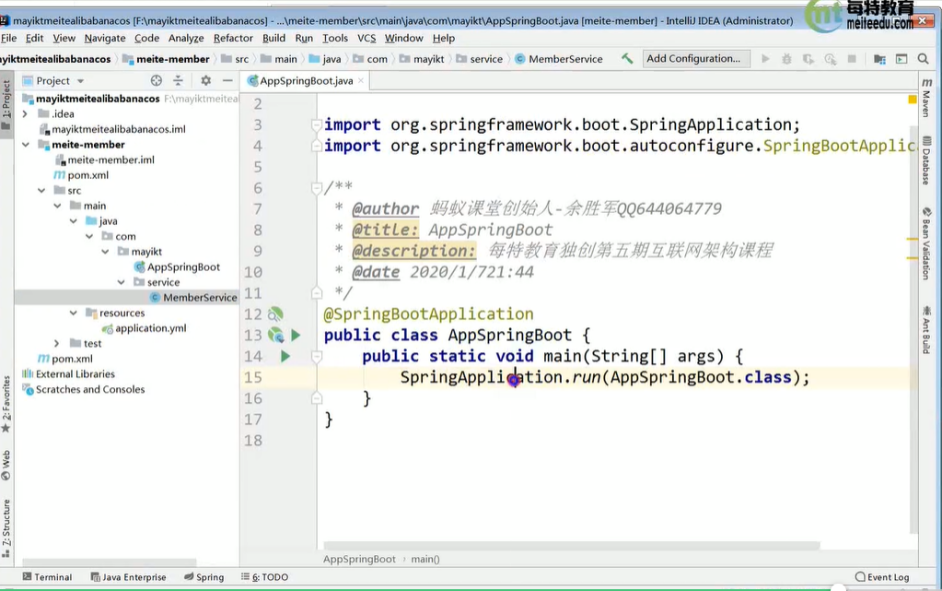 mayiktmeitealibabanacos [F:\mayiktmeitealibabanacos] - ...\meite-member\src\main\java\com\mayikt\AppSpringBoot.java [meite-member] - IntelliJ IDEA (Administrator)
每特教育
meiteedu.com
File Edit View Navigate Code Analyze Refactor Build Run Tools VCS Window Help
yiktmeitealibabanacos meite-member src main java com mayikt service MemberService Add Configuration...
1: Project
Project
AppSpringBoot.java
mayiktmeitealibabanacos F:\mayiktmeiteal
.idea
mayiktmeitealibabanacos.iml
meite-member
meite-member.iml
pom.xml
src
main
java
com
mayikt
AppSpringBoot
service
MemberService
resources
application.yml
test
pom.xml
External Libraries
Scratches and Consoles
2: Favorites
Web
Z: Structure
2
3 import org.springframework.boot.SpringApplication;
4 import org.springframework.boot.autoconfigure.SpringBootApplic
5
6 /**
7 * @author 蚂蚁课堂创始人-余胜军QQ644064779
8 * @title: AppSpringBoot
9 * @description: 每特教育独创第五期互联网架构课程
10 * @date 2020/1/721:44
11 */
12 @SpringBootApplication
13 public class AppSpringBoot {
14 public static void main(String[] args) {
15 SpringApplication.run(AppSpringBoot.class);
16 }
17 }
18
Maven
Database
Bean Validation
Ant Build
AppSpringBoot main()
Terminal Java Enterprise Spring 6: TODO Event Log